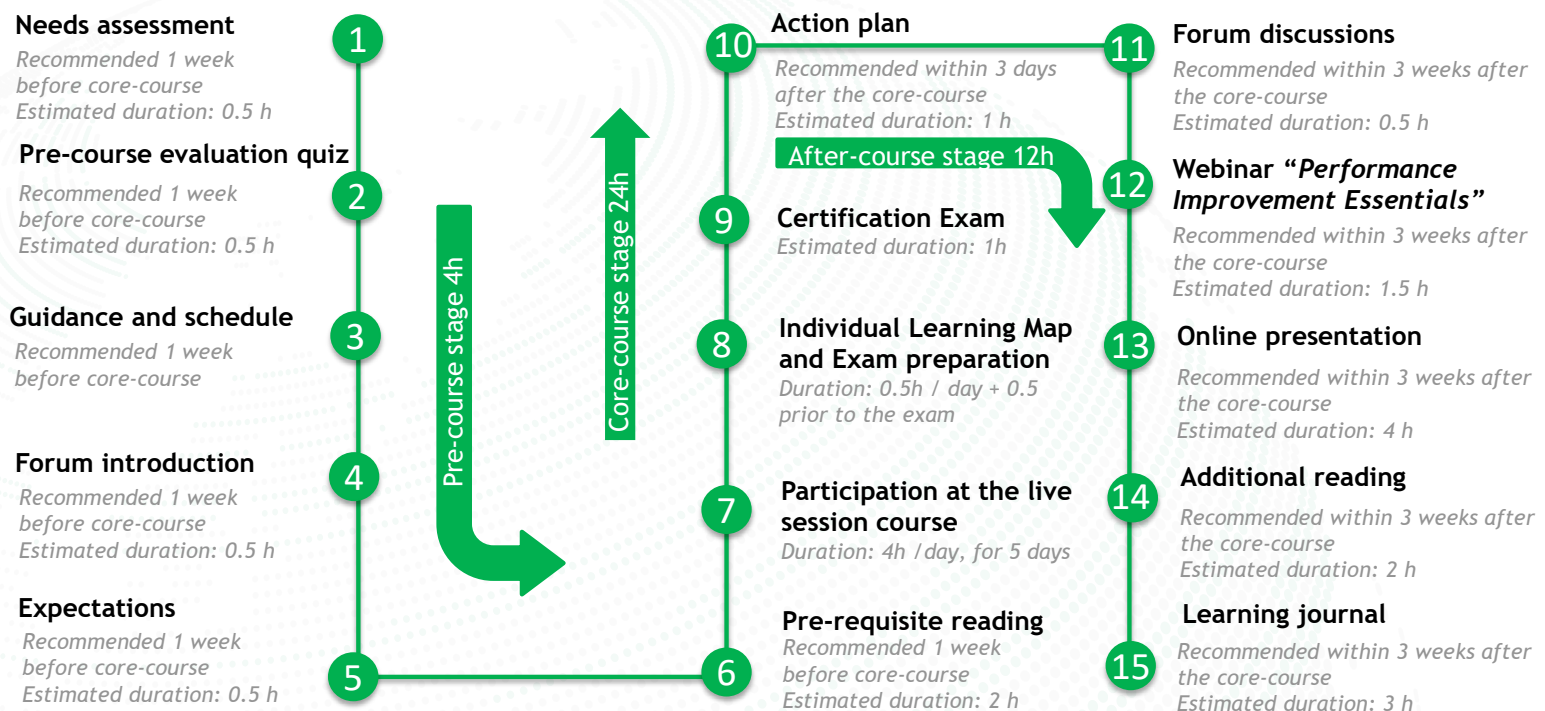 Needs assessment
Recommended 1 week
before core-course
Estimated duration: 0.5 h
1
Pre-course evaluation quiz
Recommended 1 week
before core-course
Estimated duration: 0.5 h
2
Guidance and schedule
Recommended 1 week
before core-course
3
Forum introduction
Recommended 1 week
before core-course
Estimated duration: 0.5 h
4
Expectations
Recommended 1 week
before core-course
Estimated duration: 0.5 h
5
Pre-course stage 4h
Core-course stage 24h
6
Pre-requisite reading
Recommended 1 week
before core-course
Estimated duration: 2 h
7
Participation at the live
session course
Duration: 4h /day, for 5 days
8
Individual Learning Map
and Exam preparation
Duration: 0.5h / day + 0.5
prior to the exam
9
Certification Exam
Estimated duration: 1h
10
Action plan
Recommended within 3 days
after the core-course
Estimated duration: 1 h
After-course stage 12h
11
Forum discussions
Recommended within 3 weeks after
the core-course
Estimated duration: 0.5 h
12
Webinar “Performance
Improvement Essentials”
Recommended within 3 weeks after
the core-course
Estimated duration: 1.5 h
13
Online presentation
Recommended within 3 weeks after
the core-course
Estimated duration: 4 h
14
Additional reading
Recommended within 3 weeks after
the core-course
Estimated duration: 2 h
15
Learning journal
Recommended within 3 weeks after
the core-course
Estimated duration: 3 h